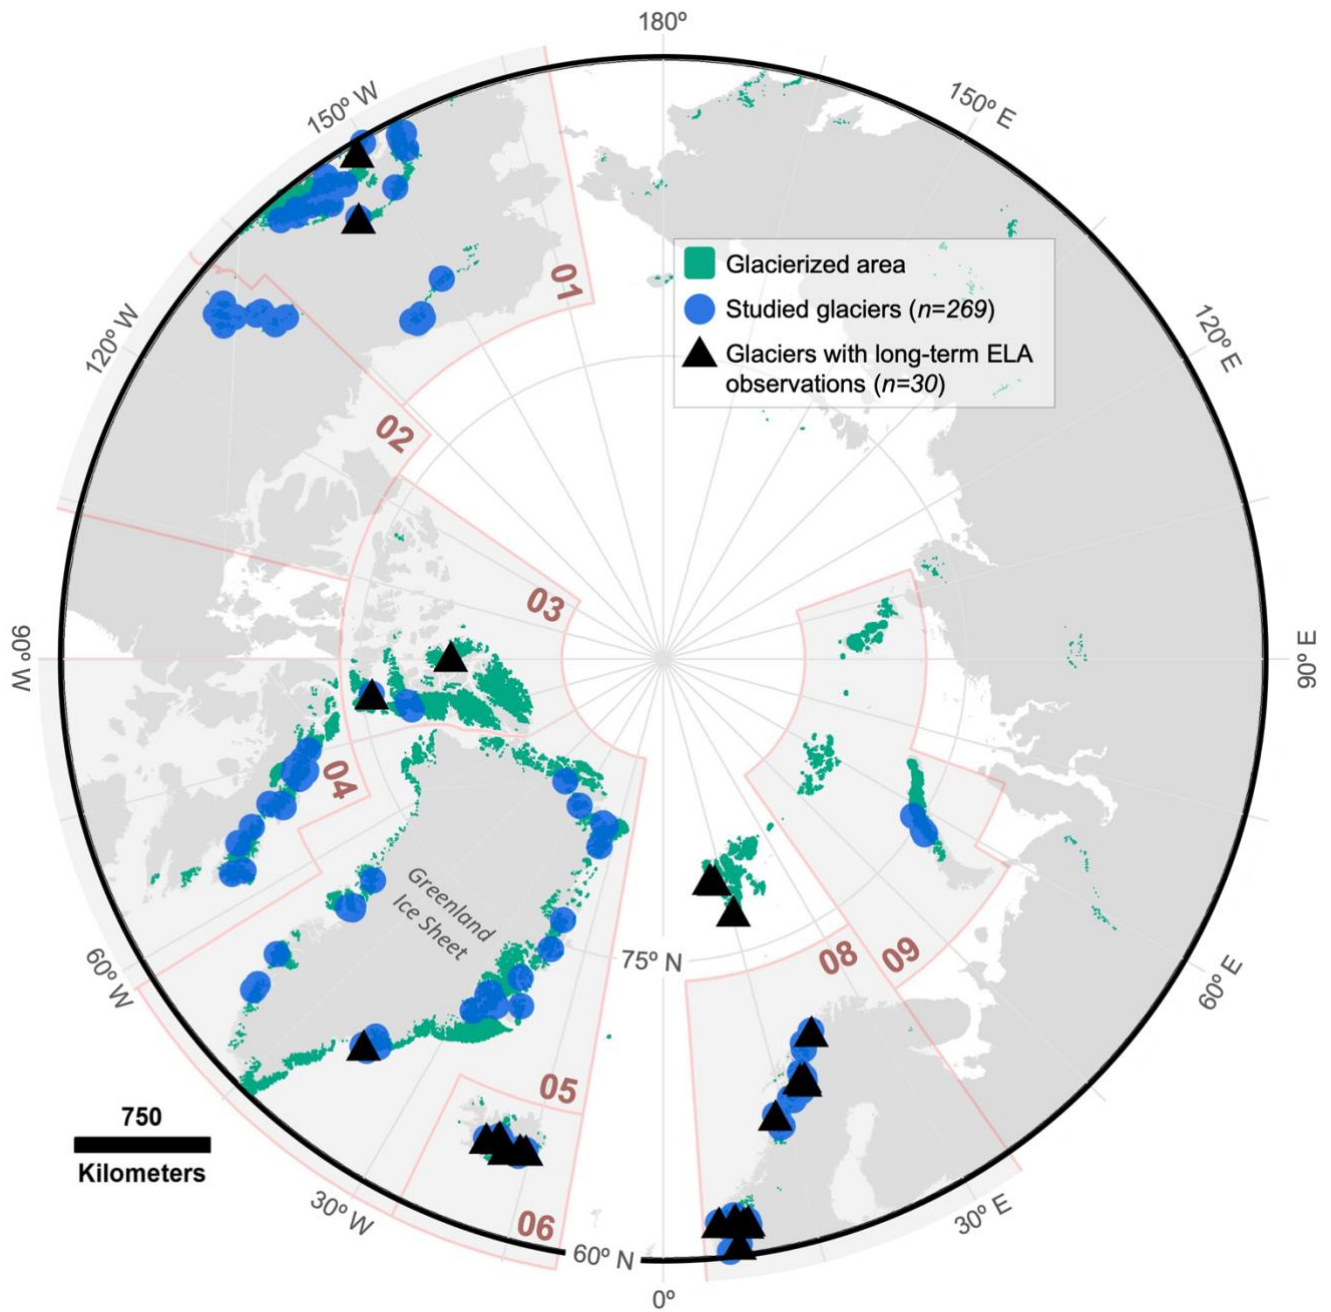 180º
150º W
150º E
01
Glacierized area
Studied glaciers (n=269)
Glaciers with long-term ELA
observations (n=30)
120º W
120º E
02
03
90º W
90º E
04
Greenland
Ice Sheet
75º N
08
09
60º W
60º E
05
750
Kilometers
30º W
30º E
06
60º N
0º